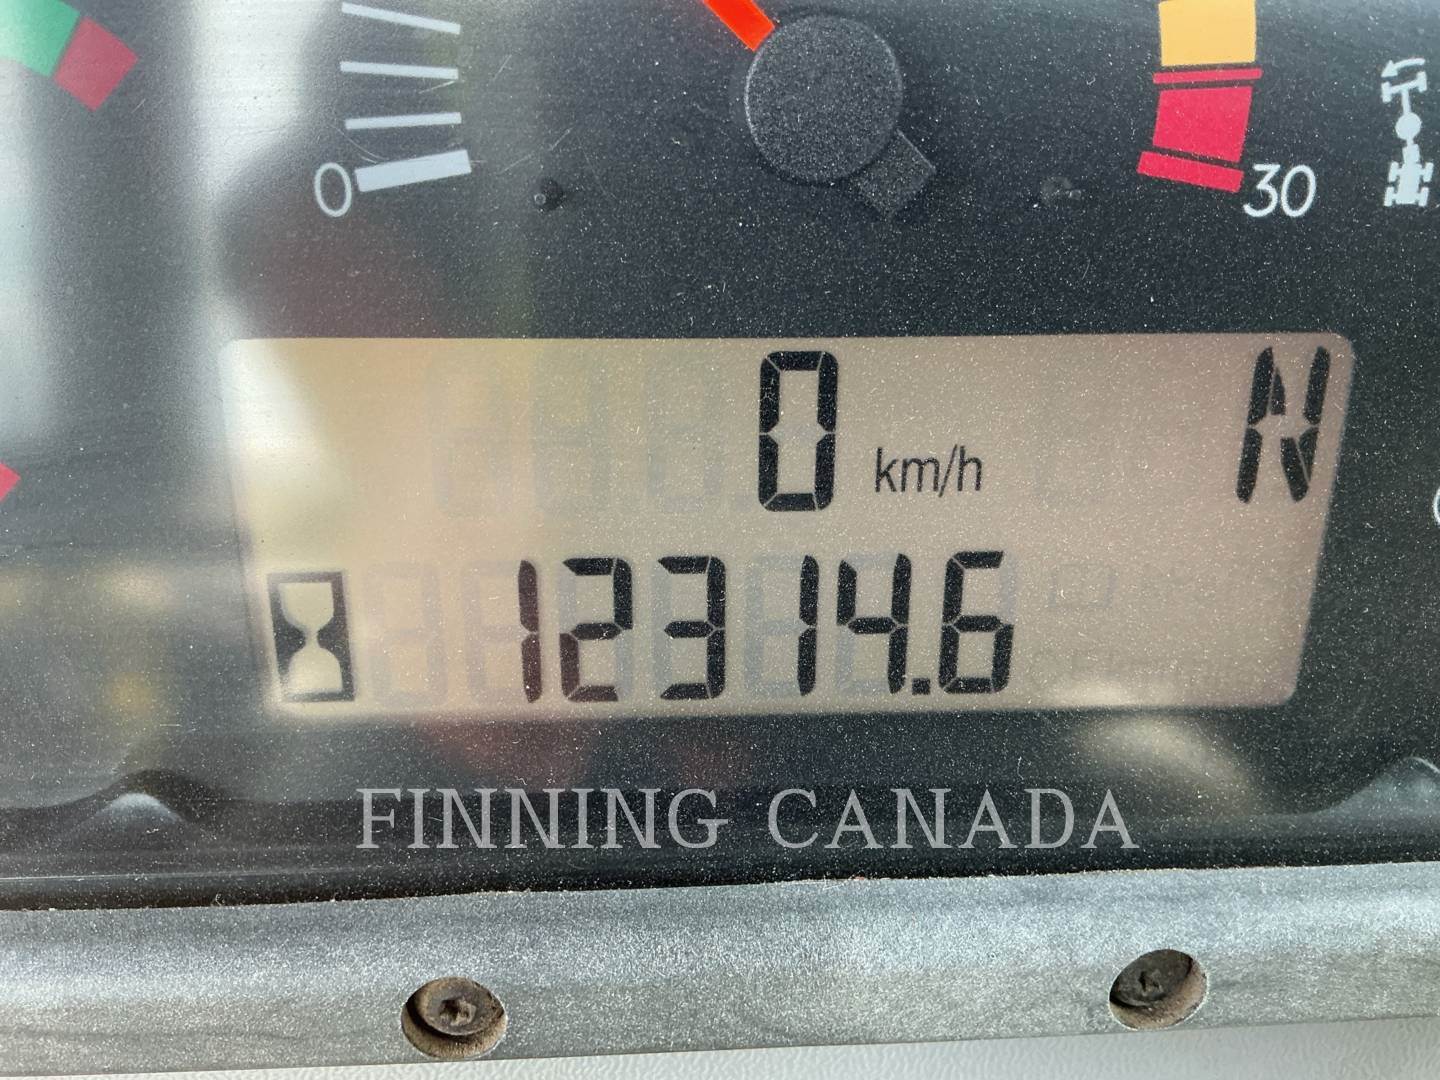 0
30
0 km/h N
12314.6
FINNING CANADA